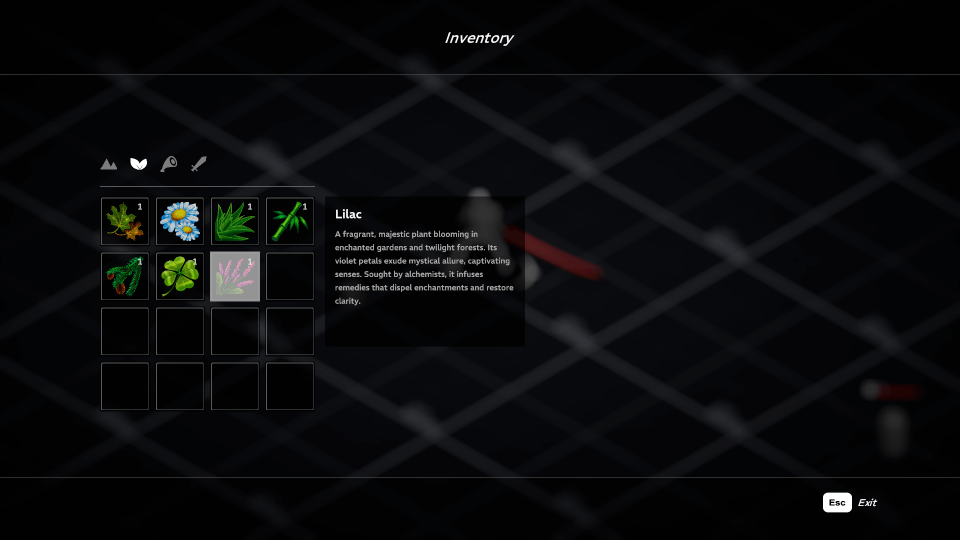 Inventory
1
1
1
Lilac
A fragrant, majestic plant blooming in
enchanted gardens and twilight forests. Its
violet petals exude mystical allure, captivating
senses. Sought by alchemists, it infuses
remedies that dispel enchantments and restore
clarity.
1
1
1
Esc Exit